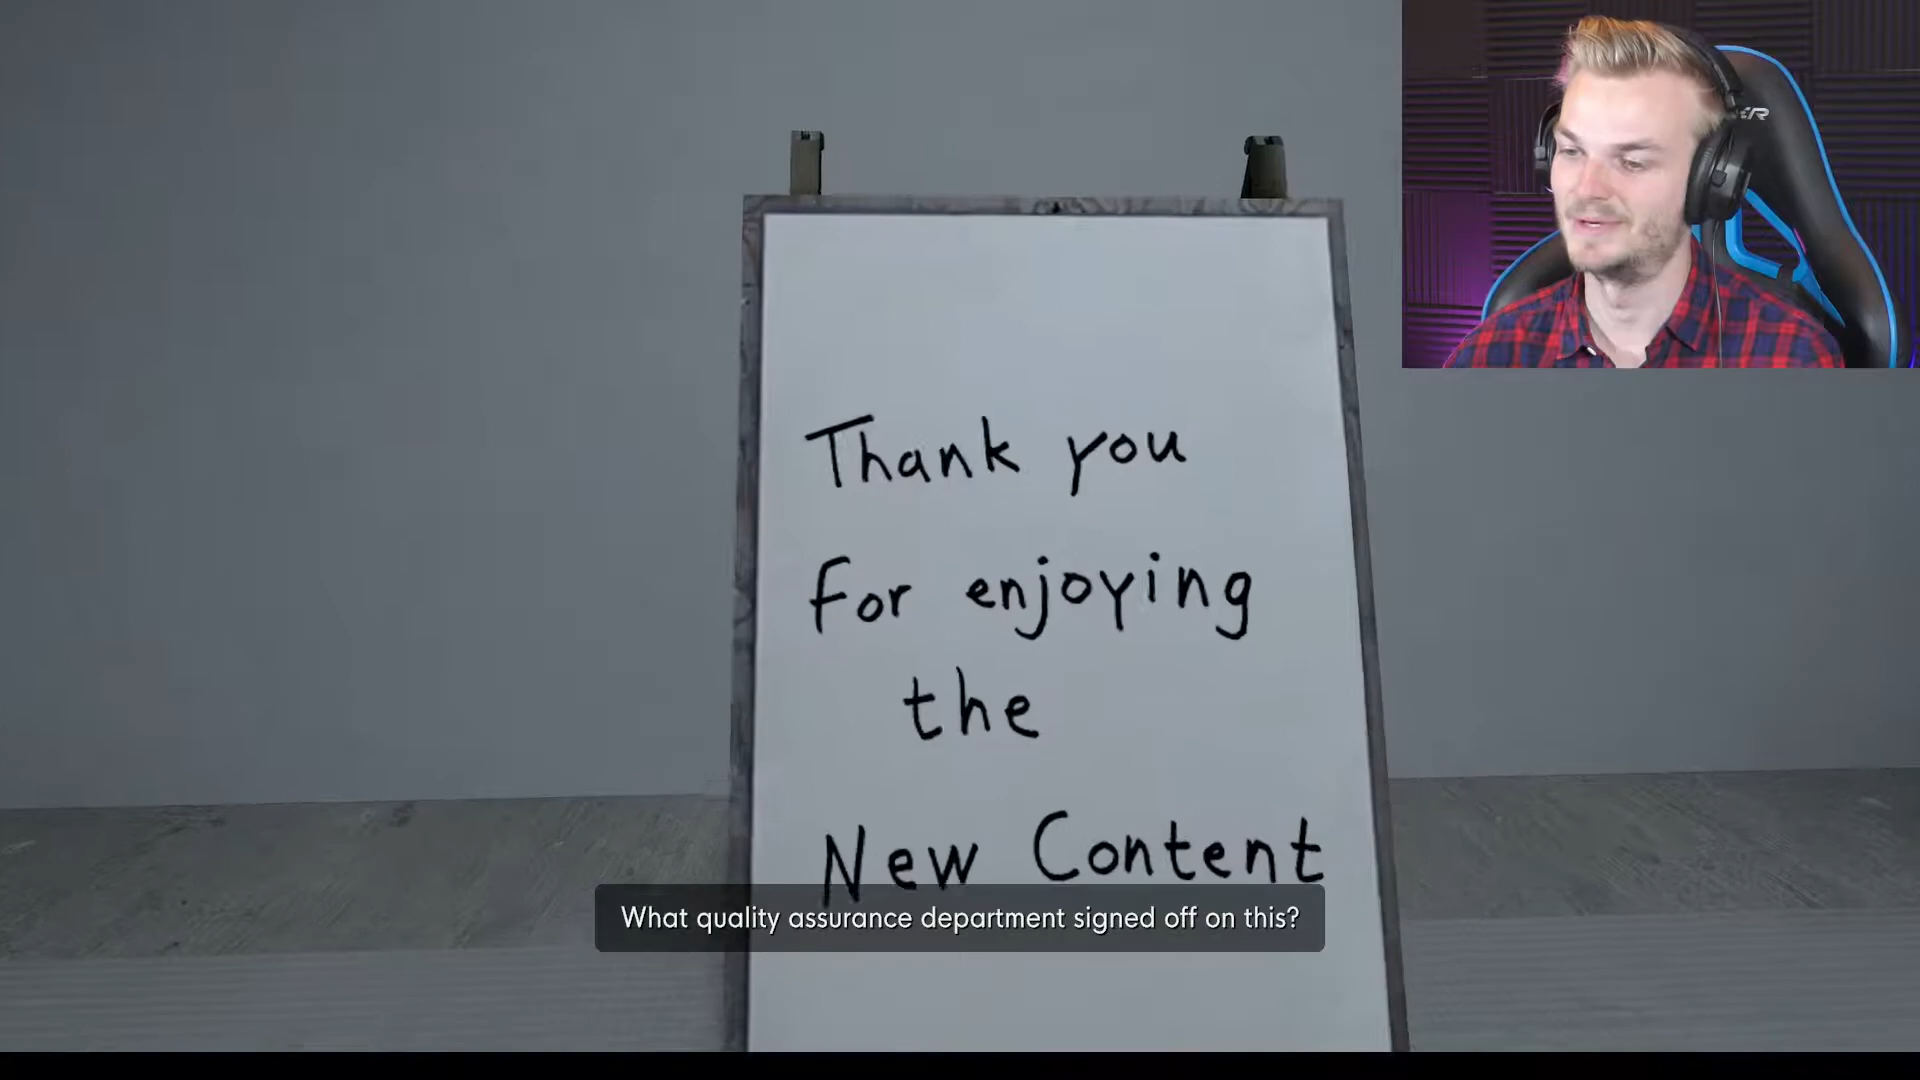 Thank you
for enjoying
the
New Content
What quality assurance department signed off on this?